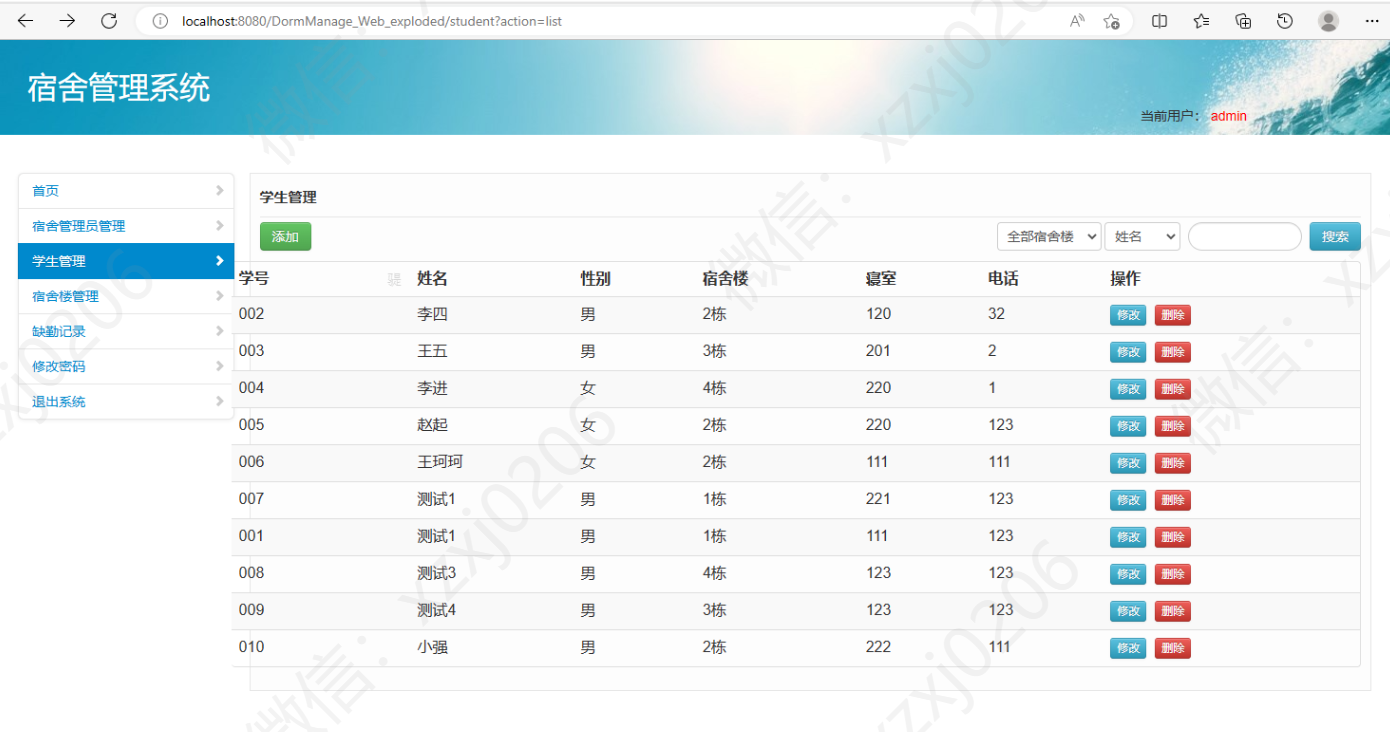 localhost:8080/DormManage_Web_exploded/student?action=list
宿舍管理系统
当前用户： admin
首页
宿舍管理员管理
学生管理
宿舍楼管理
缺勤记录
修改密码
退出系统
学生管理
添加 全部宿舍楼 姓名 搜索
学号 姓名 性别 宿舍楼 寝室 电话 操作
002 李四 男 2栋 120 32 修改 删除
003 王五 男 3栋 201 2 修改 删除
004 李进 女 4栋 220 1 修改 删除
005 赵起 女 2栋 220 123 修改 删除
006 王珂珂 女 2栋 111 111 修改 删除
007 测试1 男 1栋 221 123 修改 删除
001 测试1 男 1栋 111 123 修改 删除
008 测试3 男 4栋 123 123 修改 删除
009 测试4 男 3栋 123 123 修改 删除
010 小强 男 2栋 222 111 修改 删除
微信：xzxj0206
微信：xzxj0206
微信：xzxj0206